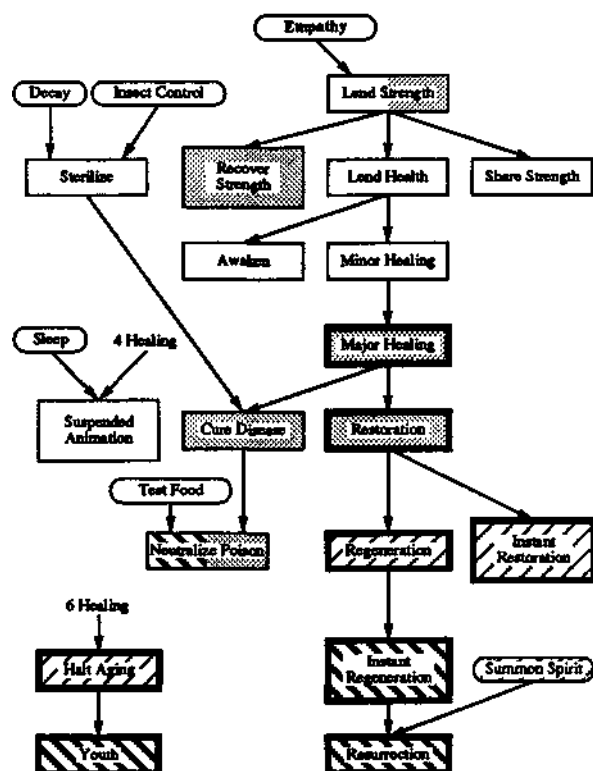 Empathy
Decay
Insect Control
Lend Strength
Sterilize
Recover
Strength
Lend Health
Share Strength
Awaken
Minor Healing
Sleep
4 Healing
Major Healing
Suspended
Animation
Cure Disease
Restoration
Test Food
Neutralize Poison
Regeneration
Instant
Restoration
6 Healing
Halt Aging
Instant
Regeneration
Summon Spirit
Youth
Resurrection